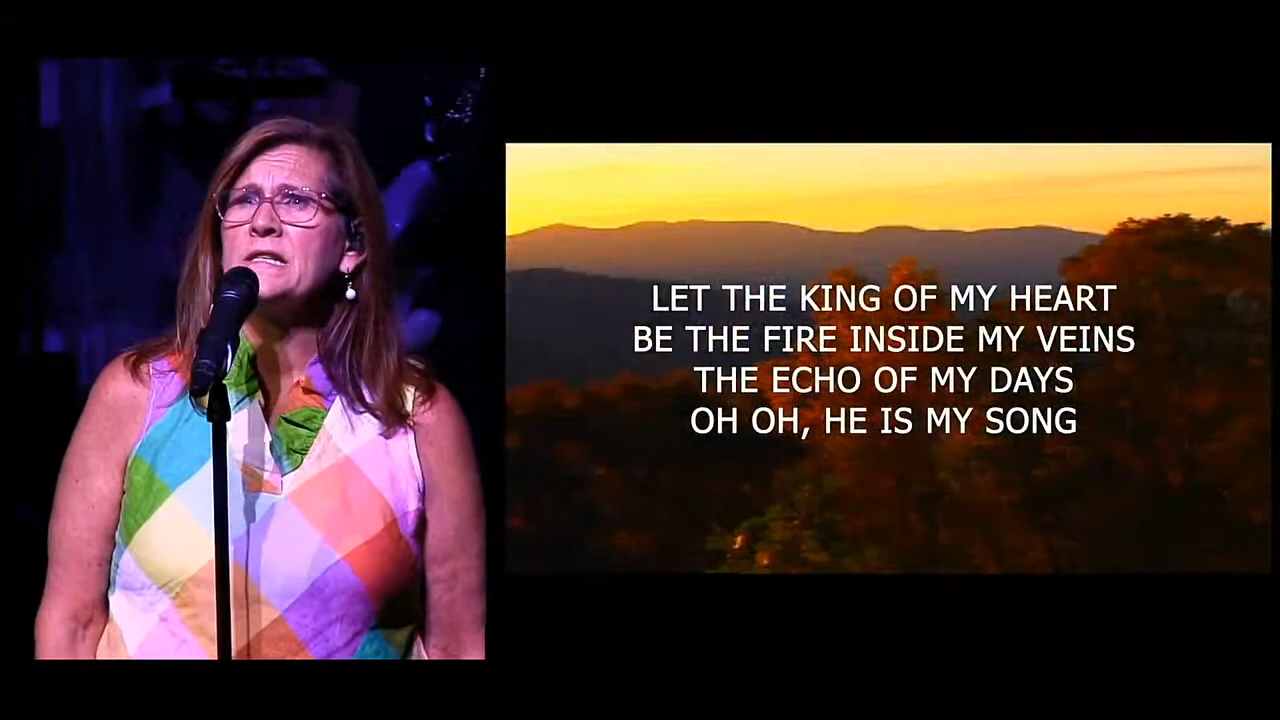 LET THE KING OF MY HEART
BE THE FIRE INSIDE MY VEINS
THE ECHO OF MY DAYS
OH OH, HE IS MY SONG